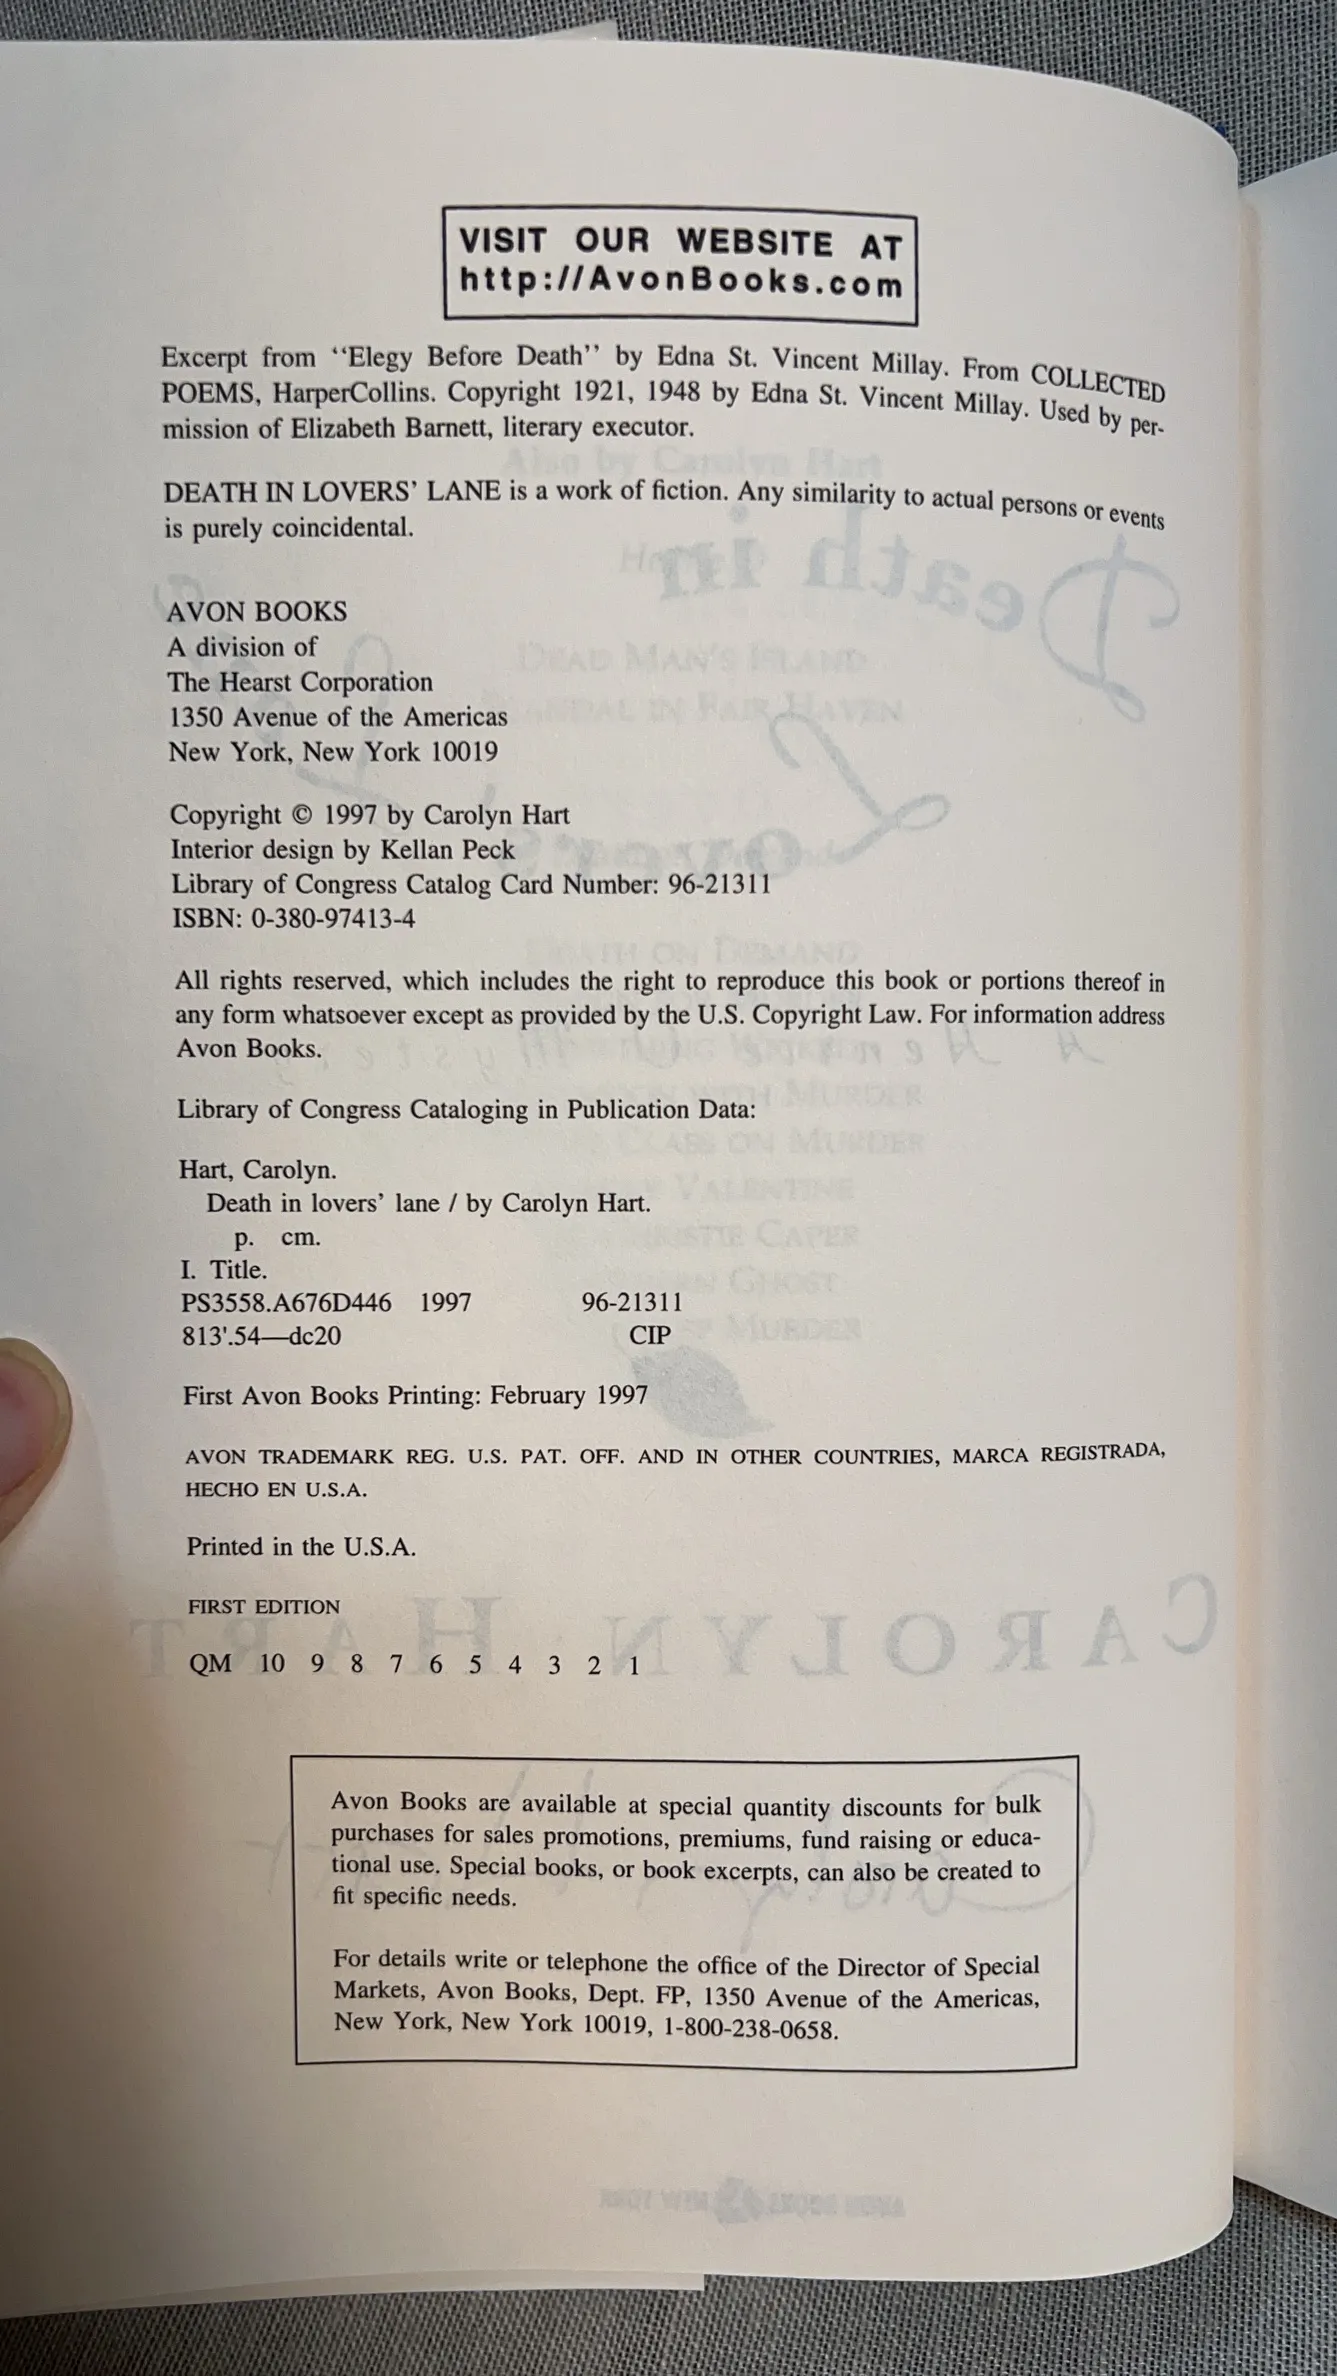 VISIT OUR WEBSITE AT
http://AvonBooks.com
Excerpt from ‘‘Elegy Before Death’’ by Edna St. Vincent Millay. From COLLECTED
POEMS, HarperCollins. Copyright 1921, 1948 by Edna St. Vincent Millay. Used by per-
mission of Elizabeth Barnett, literary executor.
DEATH IN LOVERS’ LANE is a work of fiction. Any similarity to actual persons or events
is purely coincidental.
AVON BOOKS
A division of
The Hearst Corporation
1350 Avenue of the Americas
New York, New York 10019
Copyright © 1997 by Carolyn Hart
Interior design by Kellan Peck
Library of Congress Catalog Card Number: 96-21311
ISBN: 0-380-97413-4
All rights reserved, which includes the right to reproduce this book or portions thereof in
any form whatsoever except as provided by the U.S. Copyright Law. For information address
Avon Books.
Library of Congress Cataloging in Publication Data:
Hart, Carolyn.
Death in lovers’ lane / by Carolyn Hart.
p. cm.
I. Title.
PS3558.A676D446 1997 96-21311
813'.54—dc20 CIP
First Avon Books Printing: February 1997
AVON TRADEMARK REG. U.S. PAT. OFF. AND IN OTHER COUNTRIES, MARCA REGISTRADA,
HECHO EN U.S.A.
Printed in the U.S.A.
FIRST EDITION
QM 10 9 8 7 6 5 4 3 2 1
Avon Books are available at special quantity discounts for bulk
purchases for sales promotions, premiums, fund raising or educa-
tional use. Special books, or book excerpts, can also be created to
fit specific needs.
For details write or telephone the office of the Director of Special
Markets, Avon Books, Dept. FP, 1350 Avenue of the Americas,
New York, New York 10019, 1-800-238-0658.